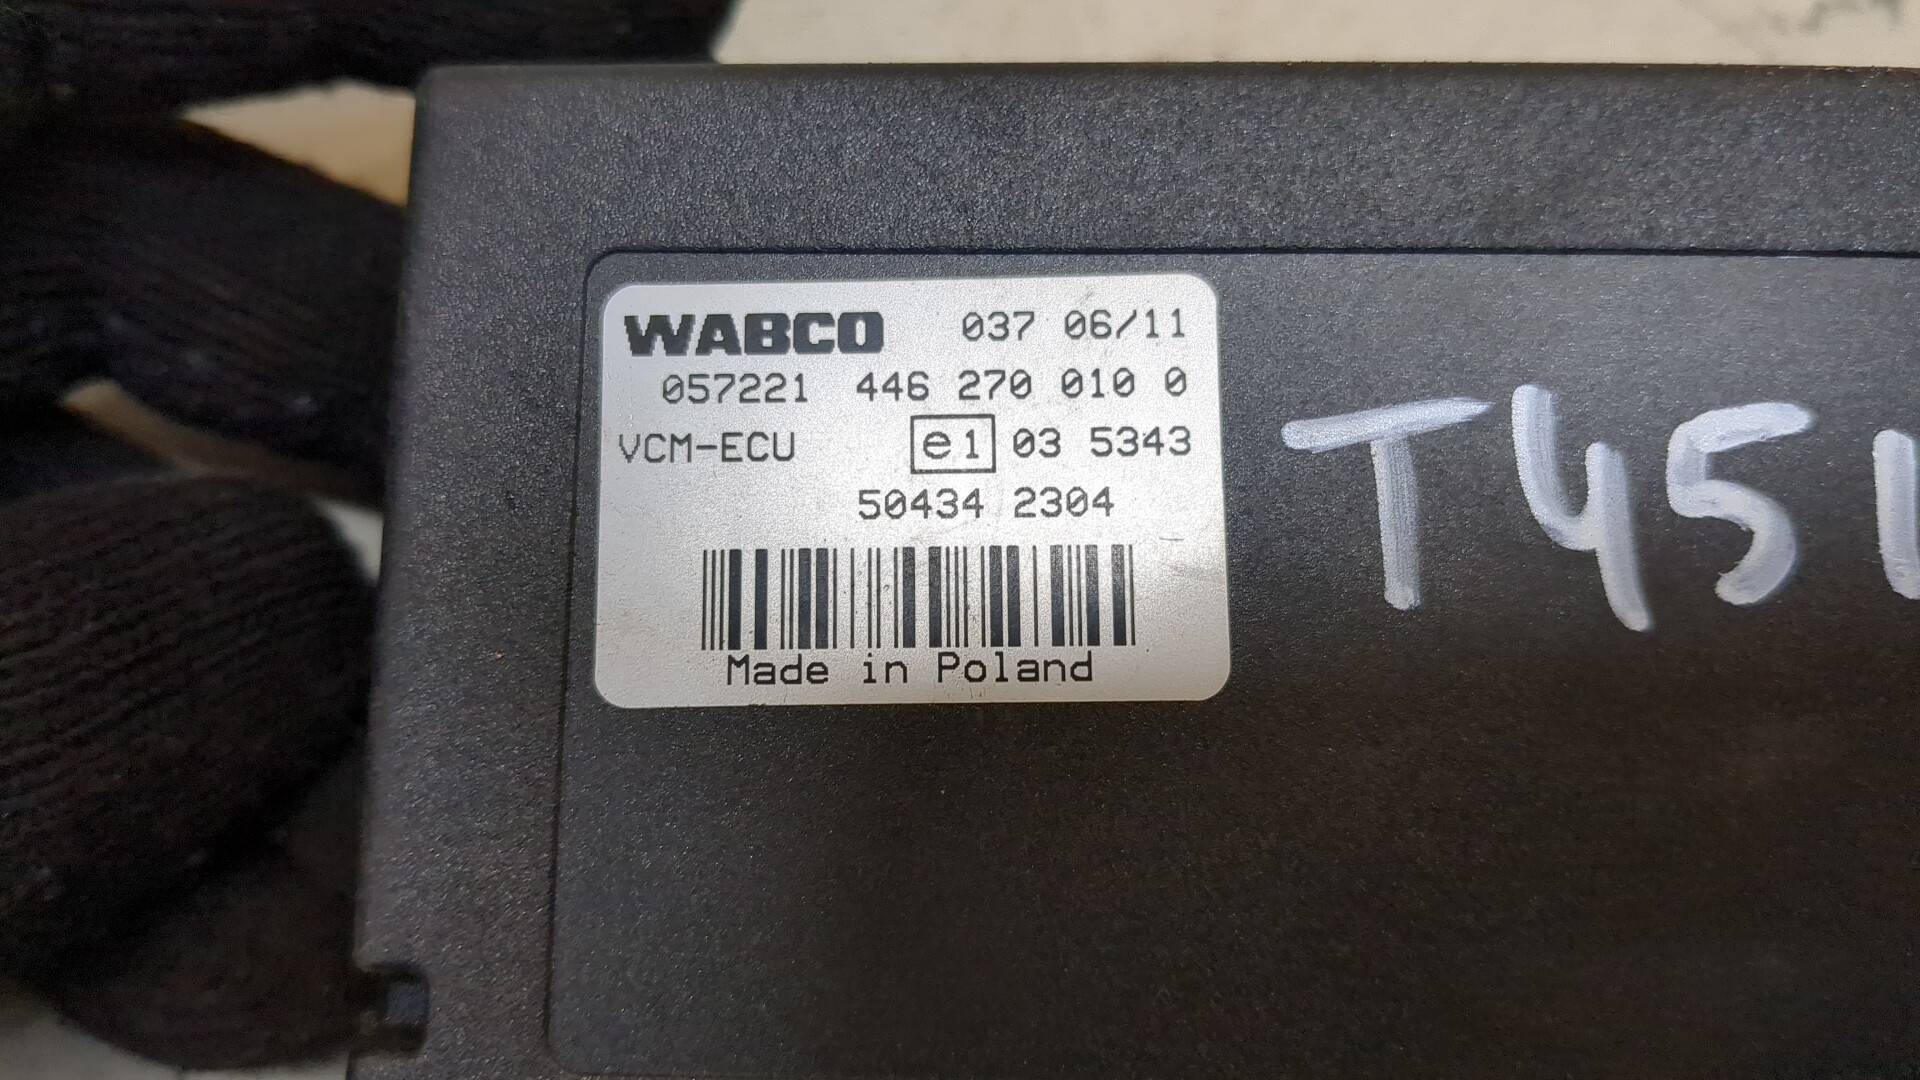 WABCO 037 06/11
057221 446 270 010 0
VCM-ECU e1 03 5343
50434 2304
Made in Poland
T451